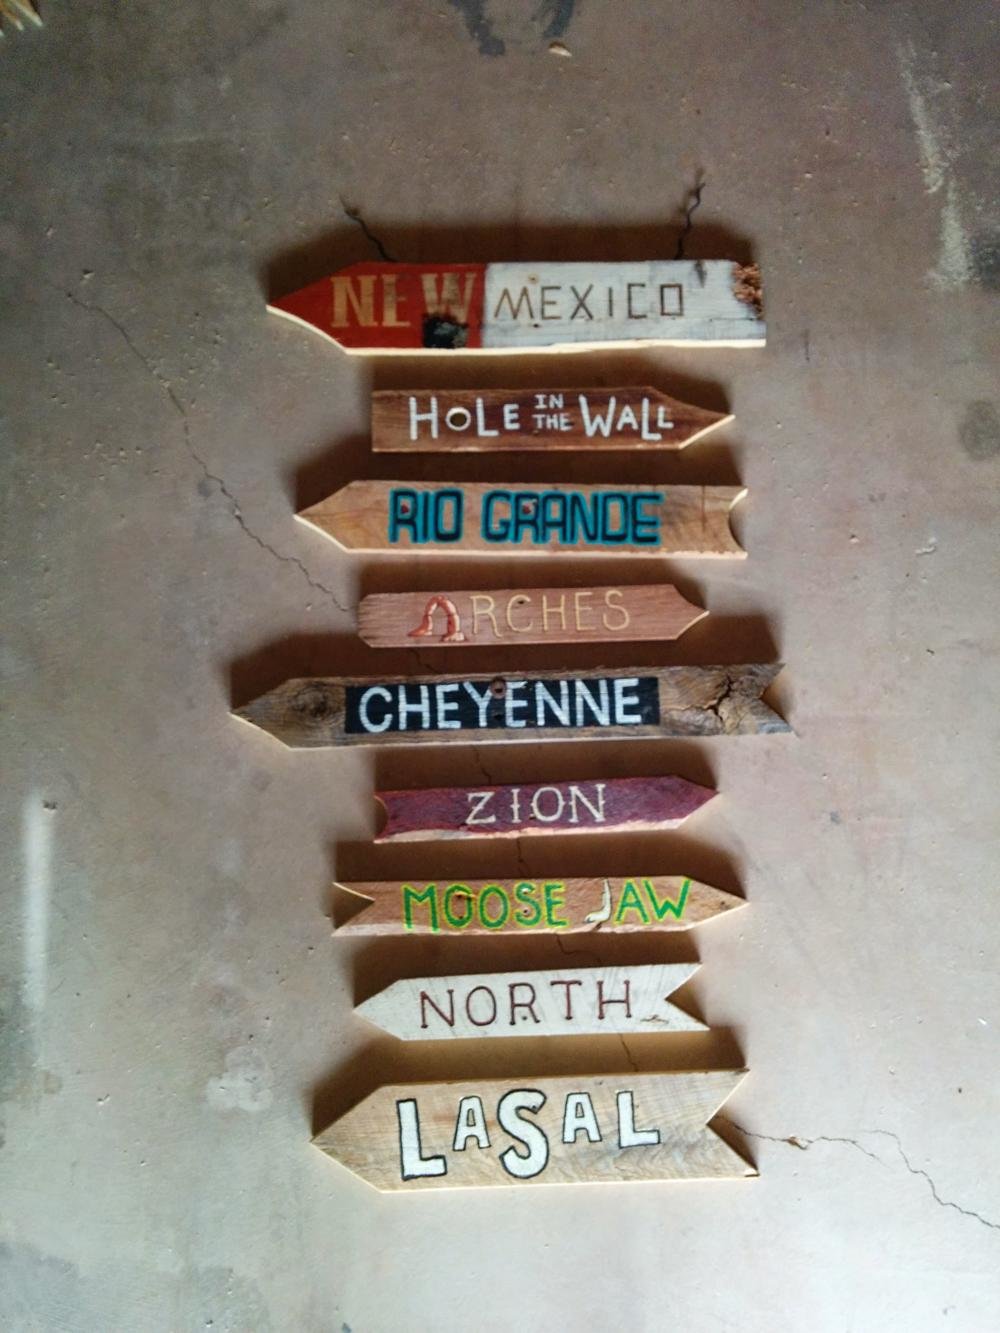 NEW MEXICO
HOLE IN THE WALL
RIO GRANDE
ARCHES
CHEYENNE
ZION
MOOSE JAW
NORTH
LASAL